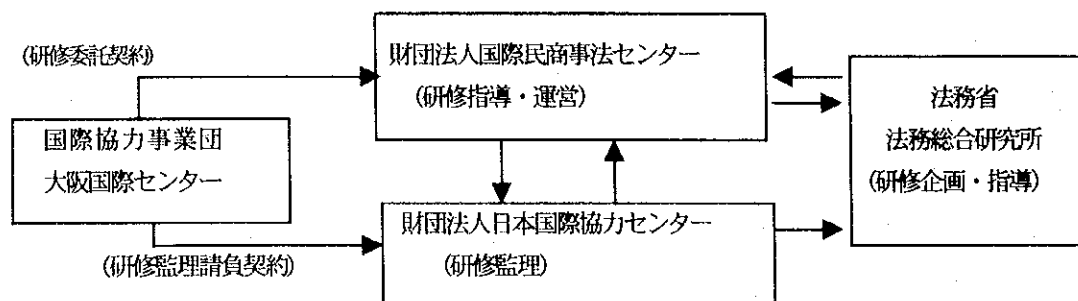 (研修委託契約)
財団法人国際民商事法センター
(研修指導・運営)
国際協力事業団
大阪国際センター
法務省
法務総合研究所
(研修企画・指導)
財団法人日本国際協力センター
(研修監理)
(研修監理請負契約)